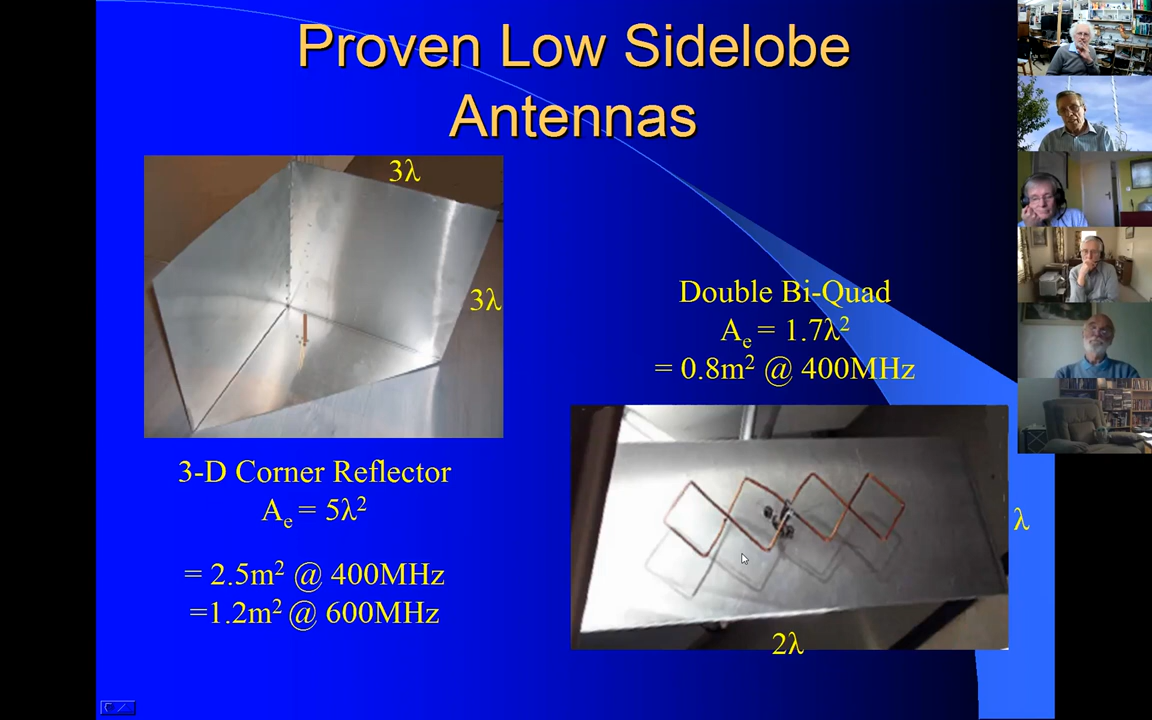 Proven Low Sidelobe
Antennas
3λ
3λ
3-D Corner Reflector
Aₑ = 5λ²
= 2.5m² @ 400MHz
=1.2m² @ 600MHz
Double Bi-Quad
Aₑ = 1.7λ²
= 0.8m² @ 400MHz
λ
2λ